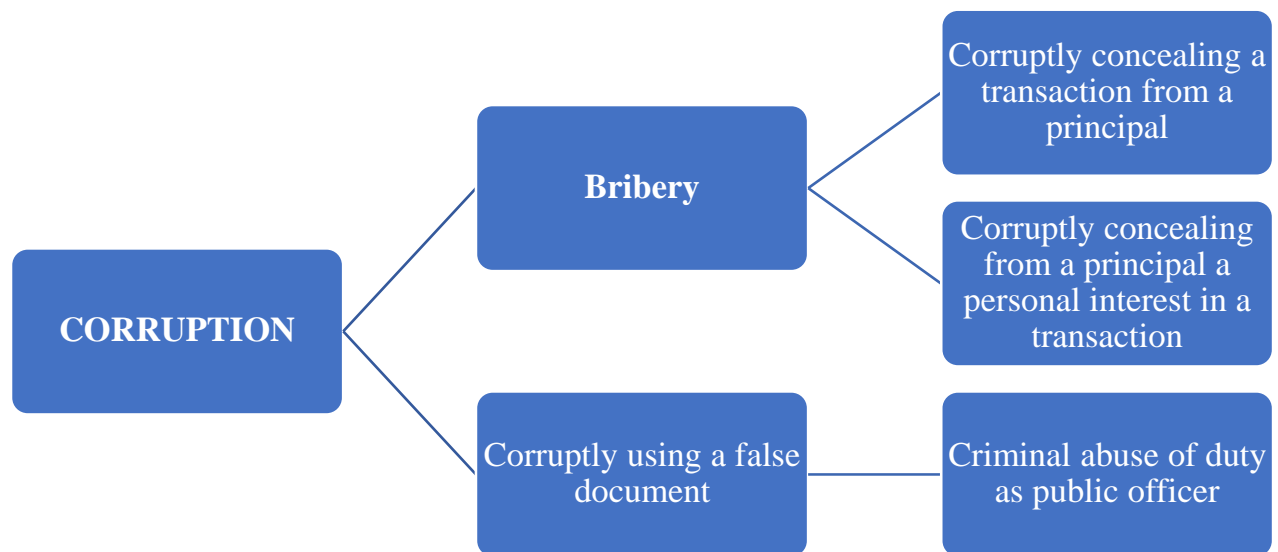 CORRUPTION
Bribery
Corruptly concealing a
transaction from a
principal
Corruptly concealing
from a principal a
personal interest in a
transaction
Corruptly using a false
document
Criminal abuse of duty
as public officer